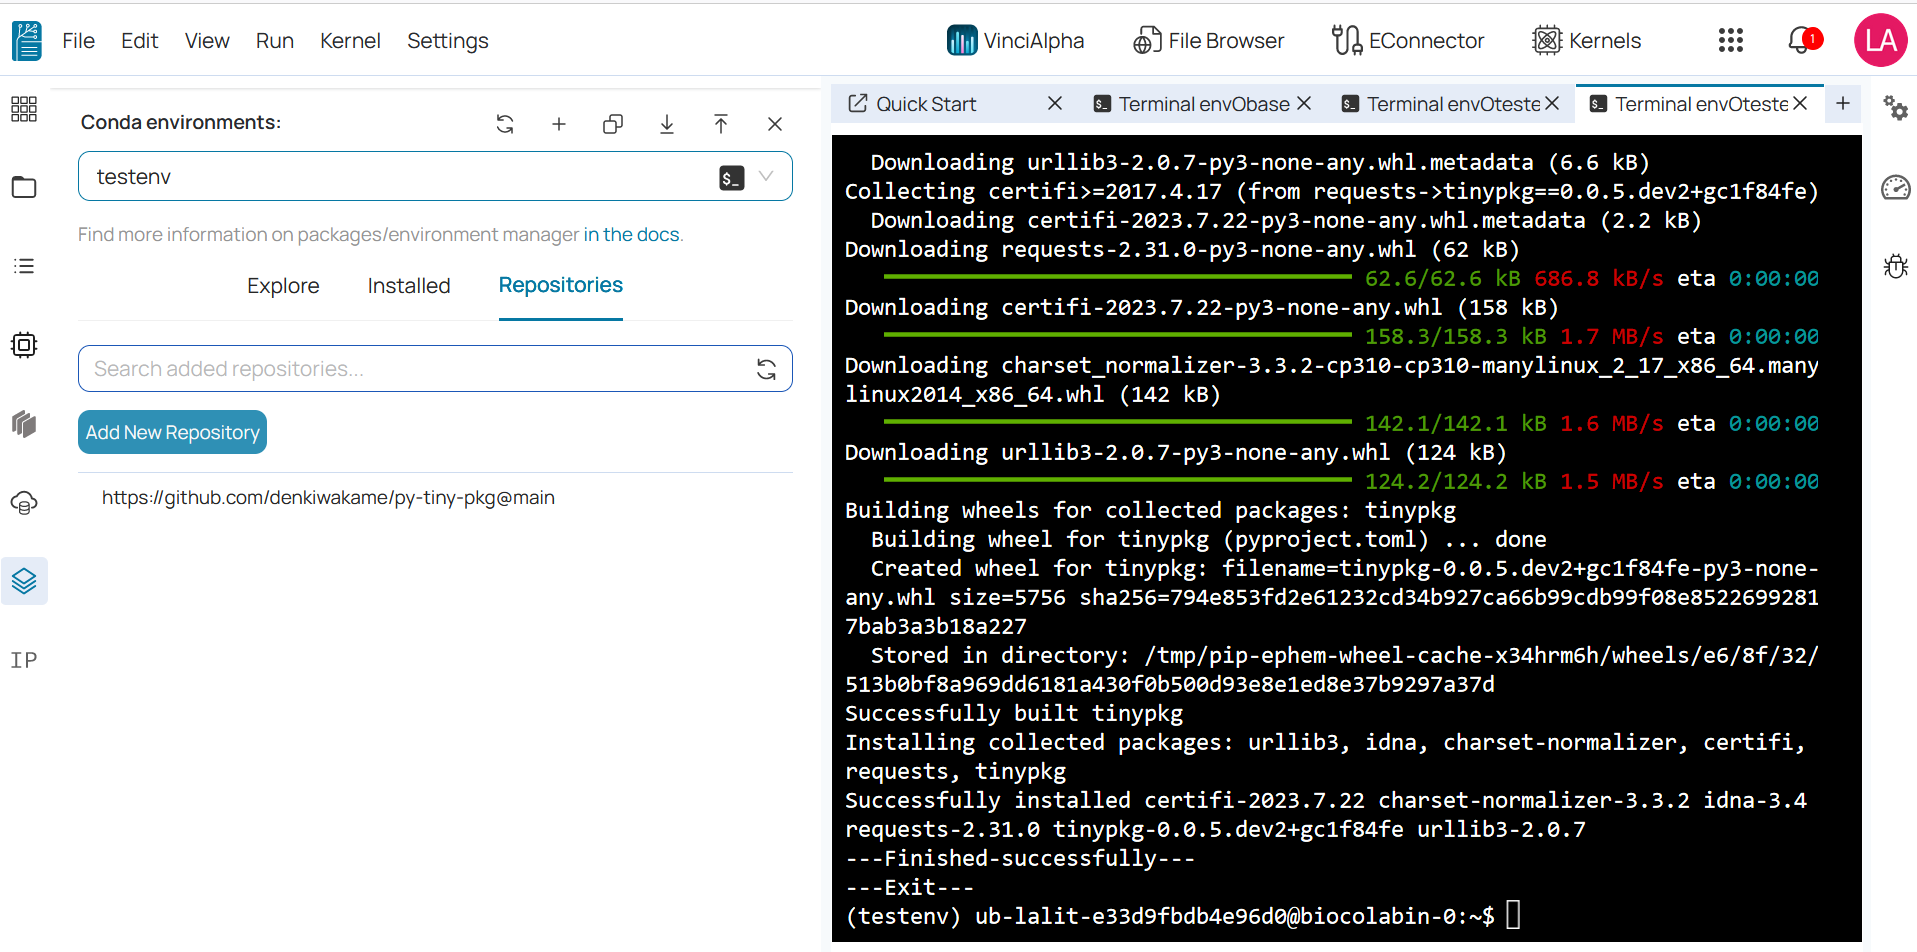 File Edit View Run Kernel Settings VinciAlpha File Browser EConnector Kernels 1 LA
Conda environments:
testenv $_
Find more information on packages/environment manager in the docs.
Explore Installed Repositories
Search added repositories...
Add New Repository
https://github.com/denkiwakame/py-tiny-pkg@main
IP
Quick Start $_ Terminal env0base $_ Terminal env0teste $_ Terminal env0teste
Downloading urllib3-2.0.7-py3-none-any.whl.metadata (6.6 kB)
Collecting certifi>=2017.4.17 (from requests->tinypkg==0.0.5.dev2+gc1f84fe)
Downloading certifi-2023.7.22-py3-none-any.whl.metadata (2.2 kB)
Downloading requests-2.31.0-py3-none-any.whl (62 kB)
62.6/62.6 kB 686.8 kB/s eta 0:00:00
Downloading certifi-2023.7.22-py3-none-any.whl (158 kB)
158.3/158.3 kB 1.7 MB/s eta 0:00:00
Downloading charset_normalizer-3.3.2-cp310-cp310-manylinux_2_17_x86_64.many
linux2014_x86_64.whl (142 kB)
142.1/142.1 kB 1.6 MB/s eta 0:00:00
Downloading urllib3-2.0.7-py3-none-any.whl (124 kB)
124.2/124.2 kB 1.5 MB/s eta 0:00:00
Building wheels for collected packages: tinypkg
Building wheel for tinypkg (pyproject.toml) ... done
Created wheel for tinypkg: filename=tinypkg-0.0.5.dev2+gc1f84fe-py3-none-
any.whl size=5756 sha256=794e853fd2e61232cd34b927ca66b99cdb99f08e8522699281
7bab3a3b18a227
Stored in directory: /tmp/pip-ephem-wheel-cache-x34hrm6h/wheels/e6/8f/32/
513b0bf8a969dd6181a430f0b500d93e8e1ed8e37b9297a37d
Successfully built tinypkg
Installing collected packages: urllib3, idna, charset-normalizer, certifi,
requests, tinypkg
Successfully installed certifi-2023.7.22 charset-normalizer-3.3.2 idna-3.4
requests-2.31.0 tinypkg-0.0.5.dev2+gc1f84fe urllib3-2.0.7
---Finished-successfully---
---Exit---
(testenv) ub-lalit-e33d9fbdb4e96d0@biocolabin-0:~$